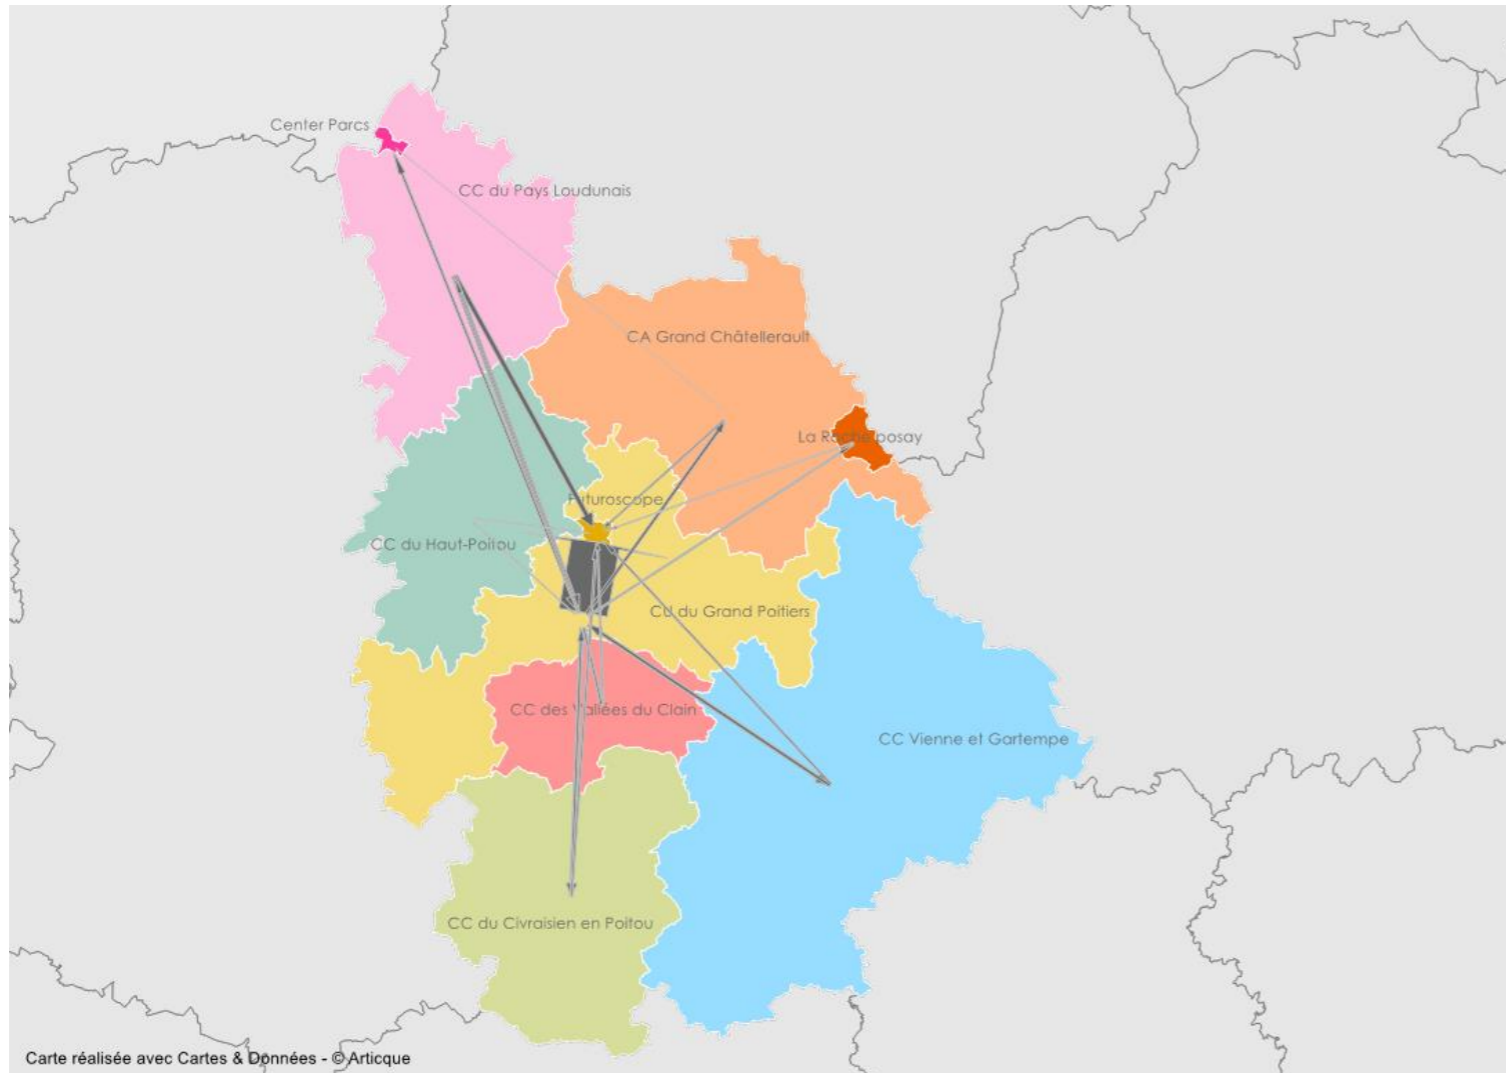 Center Parcs
CC du Pays Loudunais
CA Grand Châtellerault
La Roche posay
Futuroscope
CC du Haut-Poitou
CU du Grand Poitiers
CC des Vallées du Clain
CC Vienne et Gartempe
CC du Civraisien en Poitou
Carte réalisée avec Cartes & Données - © Articque